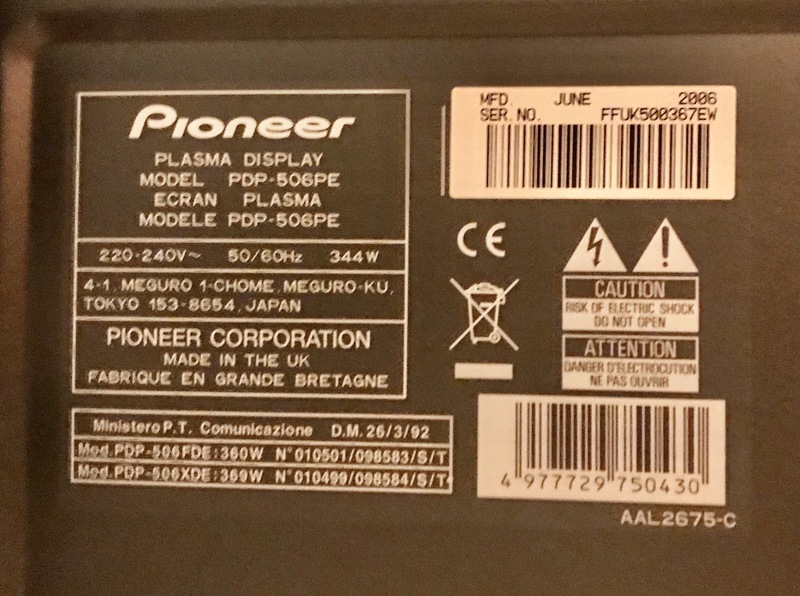 Pioneer
PLASMA DISPLAY
MODEL PDP-506PE
ECRAN PLASMA
MODELE PDP-506PE
220-240V~ 50/60Hz 344W
4-1, MEGURO 1-CHOME, MEGURO-KU,
TOKYO 153-8654, JAPAN
PIONEER CORPORATION
MADE IN THE UK
FABRIQUE EN GRANDE BRETAGNE
Ministero P.T. Comunicazione D.M. 26/3/92
Mod. PDP-506FDE:360W N°010501/098583/S/T
Mod. PDP-506XDE:369W N°010499/098584/S/T
MFD. JUNE 2006
SER. NO. FFUK500367EW
CE
CAUTION
RISK OF ELECTRIC SHOCK
DO NOT OPEN
ATTENTION
DANGER D'ELECTROCUTION
NE PAS OUVRIR
4 977729 750430
AAL2675-C